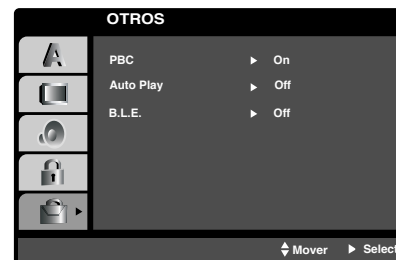 OTROS
PBC ► On
Auto Play ► Off
B.L.E. ► Off
Mover ► Select